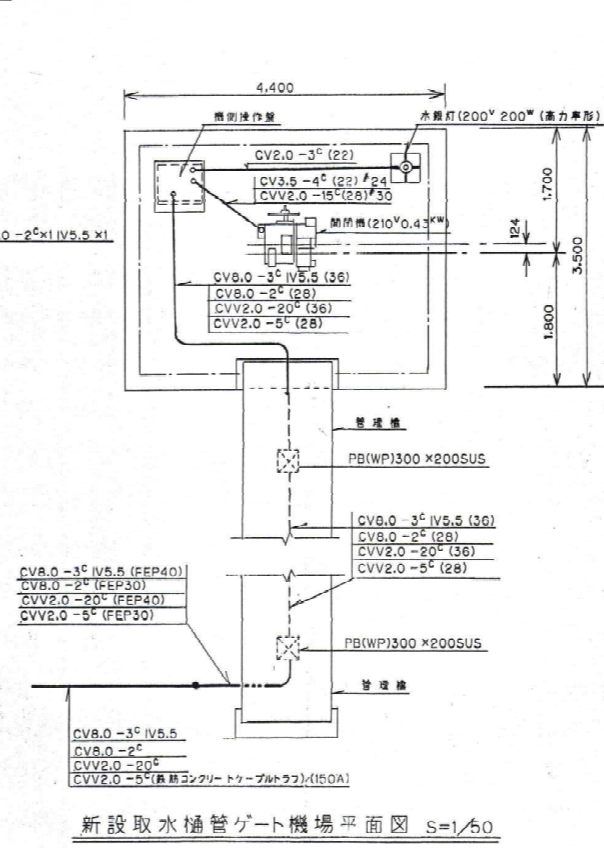 4,400
機側操作盤
水銀灯(200V 200W (高力率形)
CV2.0 -3C (22)
CV3.5 -4C (22) #24
CVV2.0 -15C (28) #30
開閉機(210V 0.43KW)
0 -2C×1 IV5.5 ×1
1.700
124
3.500
1.800
CV8.0 -3C IV5.5 (36)
CV8.0 -2C (28)
CVV2.0 -20C (36)
CVV2.0 -5C (28)
管理橋
PB(WP)300 ×200SUS
CV8.0 -3C IV5.5 (36)
CV8.0 -2C (28)
CVV2.0 -20C (36)
CVV2.0 -5C (28)
CV8.0 -3C IV5.5 (FEP40)
CV8.0 -2C (FEP30)
CVV2.0 -20C (FEP40)
CVV2.0 -5C (FEP30)
PB(WP)300 ×200SUS
管理橋
CV8.0 -3C IV5.5
CV8.0 -2C
CVV2.0 -20C
CVV2.0 -5C(鉄筋コンクリートケーブルトラフ)(150A)
新設取水樋管ゲート機場平面図 S=1/50